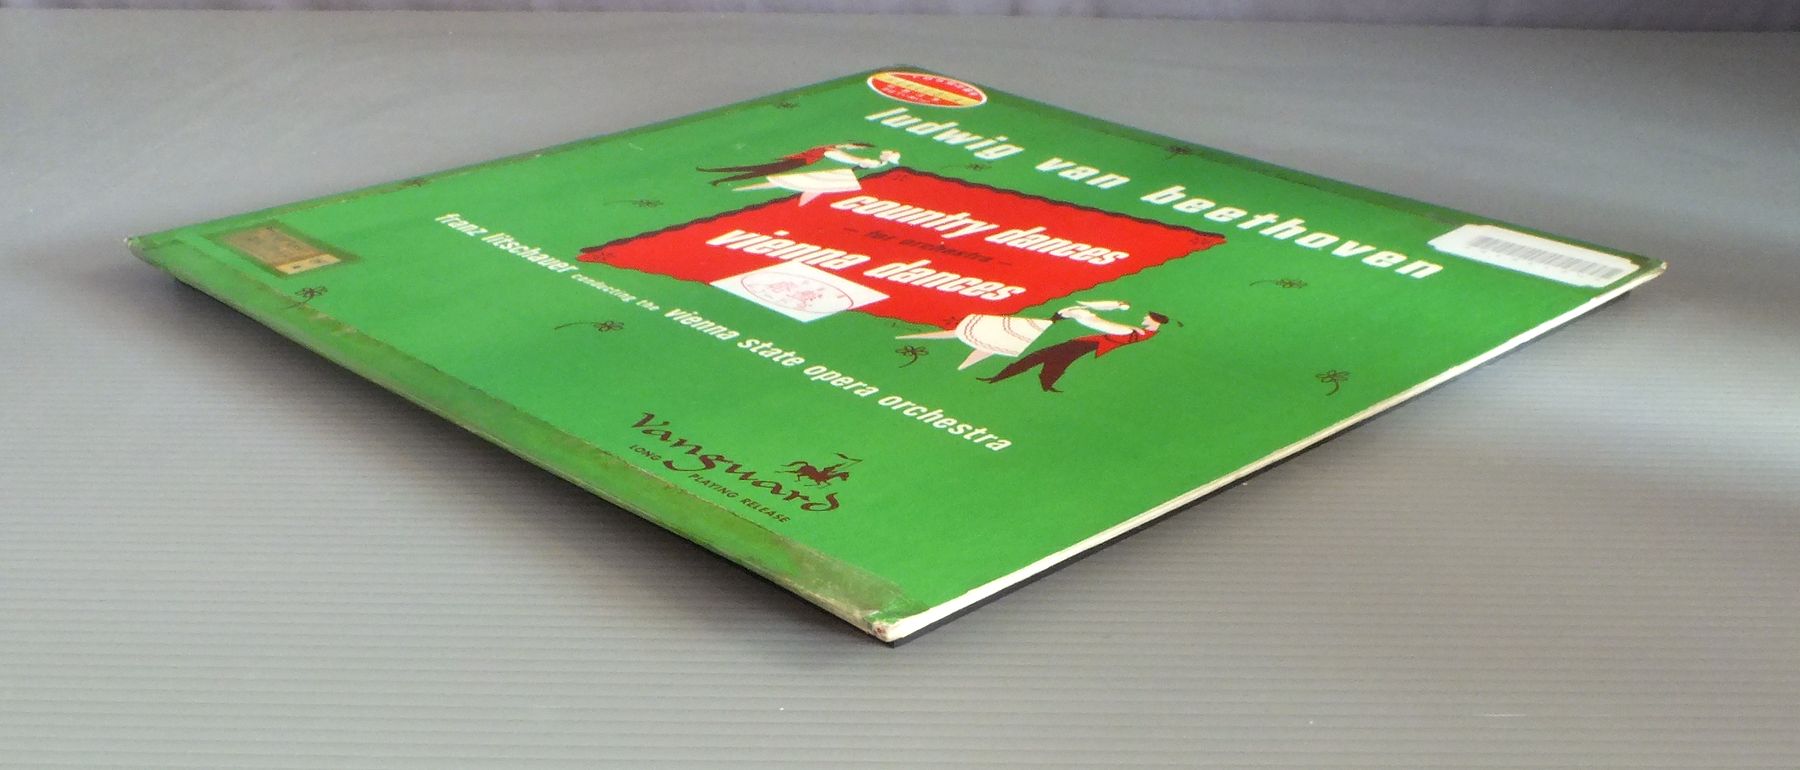 ludwig van beethoven
country dances
– for orchestra –
vienna dances
franz litschauer conducting the vienna state opera orchestra
Vanguard
LONG PLAYING RELEASE